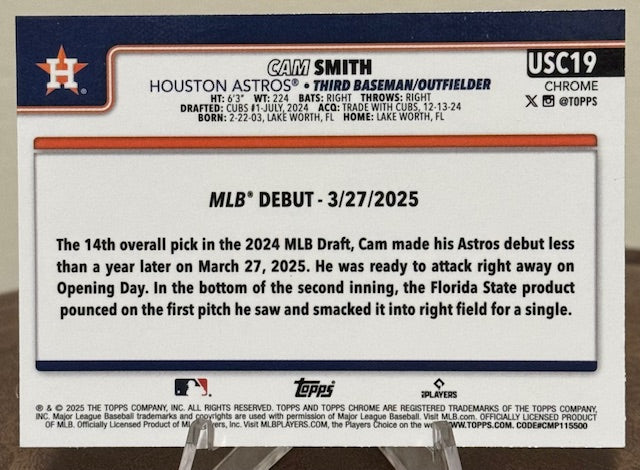 H
CAM SMITH
HOUSTON ASTROS® • THIRD BASEMAN/OUTFIELDER
HT: 6'3" WT: 224 BATS: RIGHT THROWS: RIGHT
DRAFTED: CUBS #1-JULY, 2024 ACQ: TRADE WITH CUBS, 12-13-24
BORN: 2-22-03, LAKE WORTH, FL HOME: LAKE WORTH, FL
USC19
CHROME
X @TOPPS
MLB® DEBUT - 3/27/2025
The 14th overall pick in the 2024 MLB Draft, Cam made his Astros debut less
than a year later on March 27, 2025. He was ready to attack right away on
Opening Day. In the bottom of the second inning, the Florida State product
pounced on the first pitch he saw and smacked it into right field for a single.
Topps
PLAYERS
® & © 2025 THE TOPPS COMPANY, INC. ALL RIGHTS RESERVED. TOPPS AND TOPPS CHROME ARE REGISTERED TRADEMARKS OF THE TOPPS COMPANY,
INC. Major League Baseball trademarks and copyrights are used with permission of Major League Baseball. Visit MLB.com. OFFICIALLY LICENSED PRODUCT
OF MLB. Officially Licensed Product of MLB Players, Inc. Visit MLBPLAYERS.COM, the Players Choice on the WWW.TOPPS.COM. CODE#CMP115500